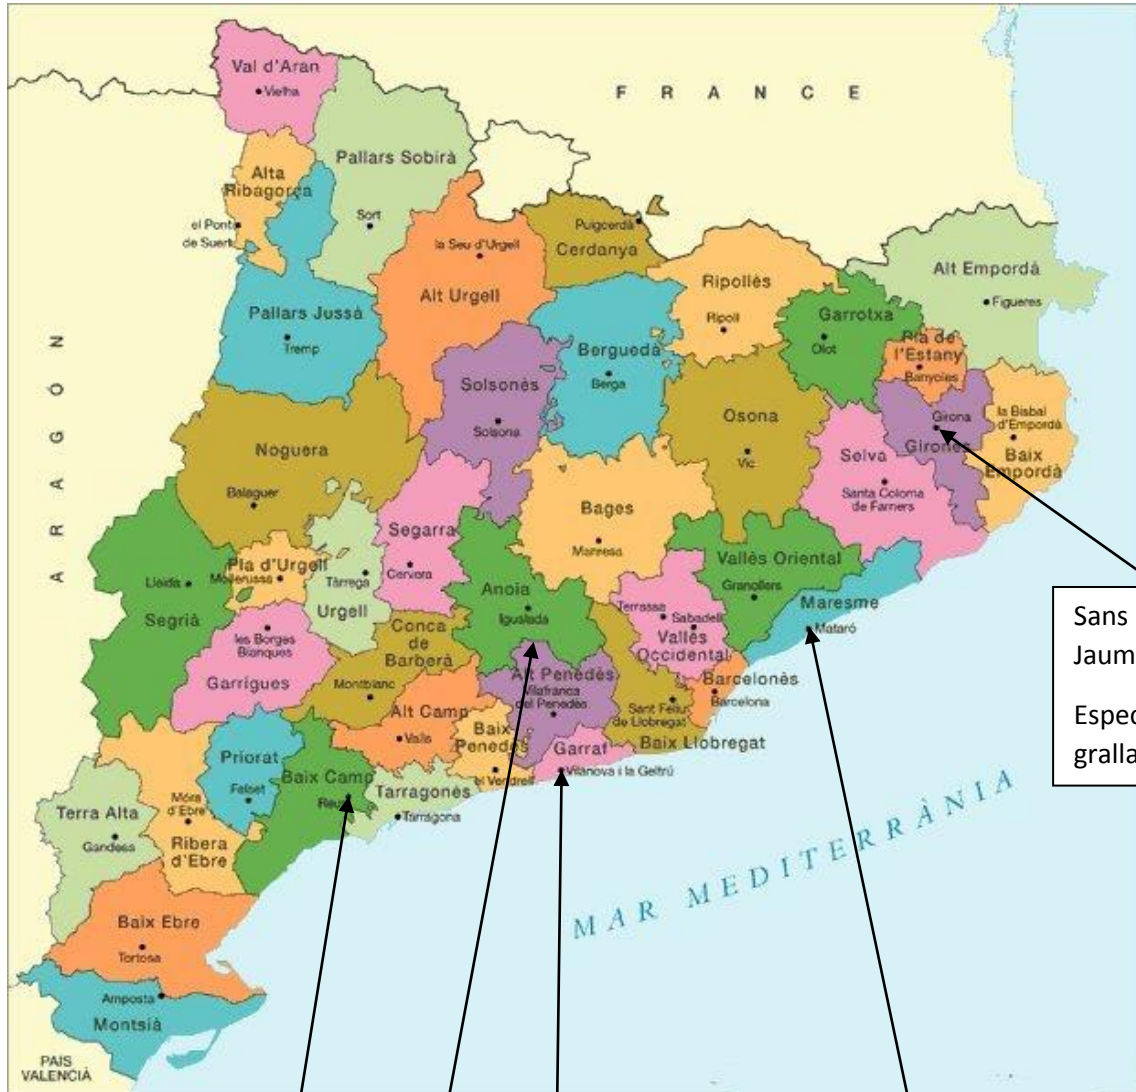 Val d'Aran
Vielha
F R A N C E
Pallars Sobirà
Sort
Alta
Ribagorça
el Pont
de Suert
la Seu d'Urgell
Alt Urgell
Puigcerdà
Cerdanya
Ripollès
Ripoll
Alt Empordà
Figueres
Garrotxa
Olot
Pla de
l'Estany
Banyoles
Pallars Jussà
Tremp
Berguedà
Berga
Solsonès
Solsona
Osona
Vic
Girona
Gironès
la Bisbal
d'Empordà
Baix
Empordà
Selva
Santa Coloma
de Farners
A R A G Ó N
Noguera
Balaguer
Segarra
Cervera
Bages
Manresa
Vallès Oriental
Granollers
Lleida
Segrià
Pla d'Urgell
Mollerussa
Tàrrega
Urgell
Anoia
Igualada
Terrassa
Sabadell
Vallès
Occidental
Maresme
Mataró
les Borges
Blanques
Garrigues
Conca
de
Barberà
Montblanc
Alt Penedès
Vilafranca
del Penedès
Sant Feliu
de Llobregat
Baix Llobregat
Barcelonès
Barcelona
Alt Camp
Valls
Baix
Penedès
el Vendrell
Garraf
Vilanova i la Geltrú
Priorat
Falset
Baix Camp
Reus
Tarragonès
Tarragona
Terra Alta
Gandesa
Móra
d'Ebre
Ribera
d'Ebre
Baix Ebre
Tortosa
Amposta
Montsià
PAIS
VALENCIÀ
MAR MEDITERRÀNIA
Sans
Jaum
Espec
gralla